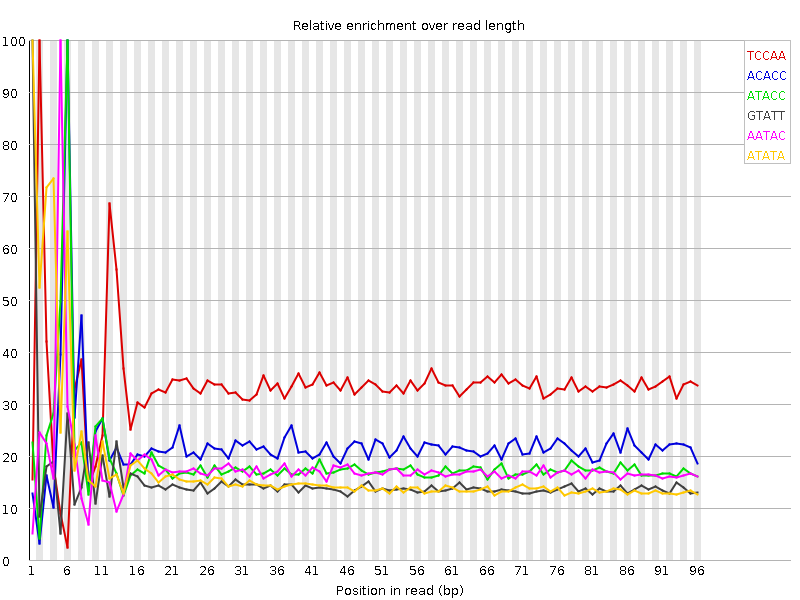 Relative enrichment over read length
100
90
80
70
60
50
40
30
20
10
0
TCCAA
ACACC
ATACC
GTATT
AATAC
ATATA
1 6 11 16 21 26 31 36 41 46 51 56 61 66 71 76 81 86 91 96
Position in read (bp)